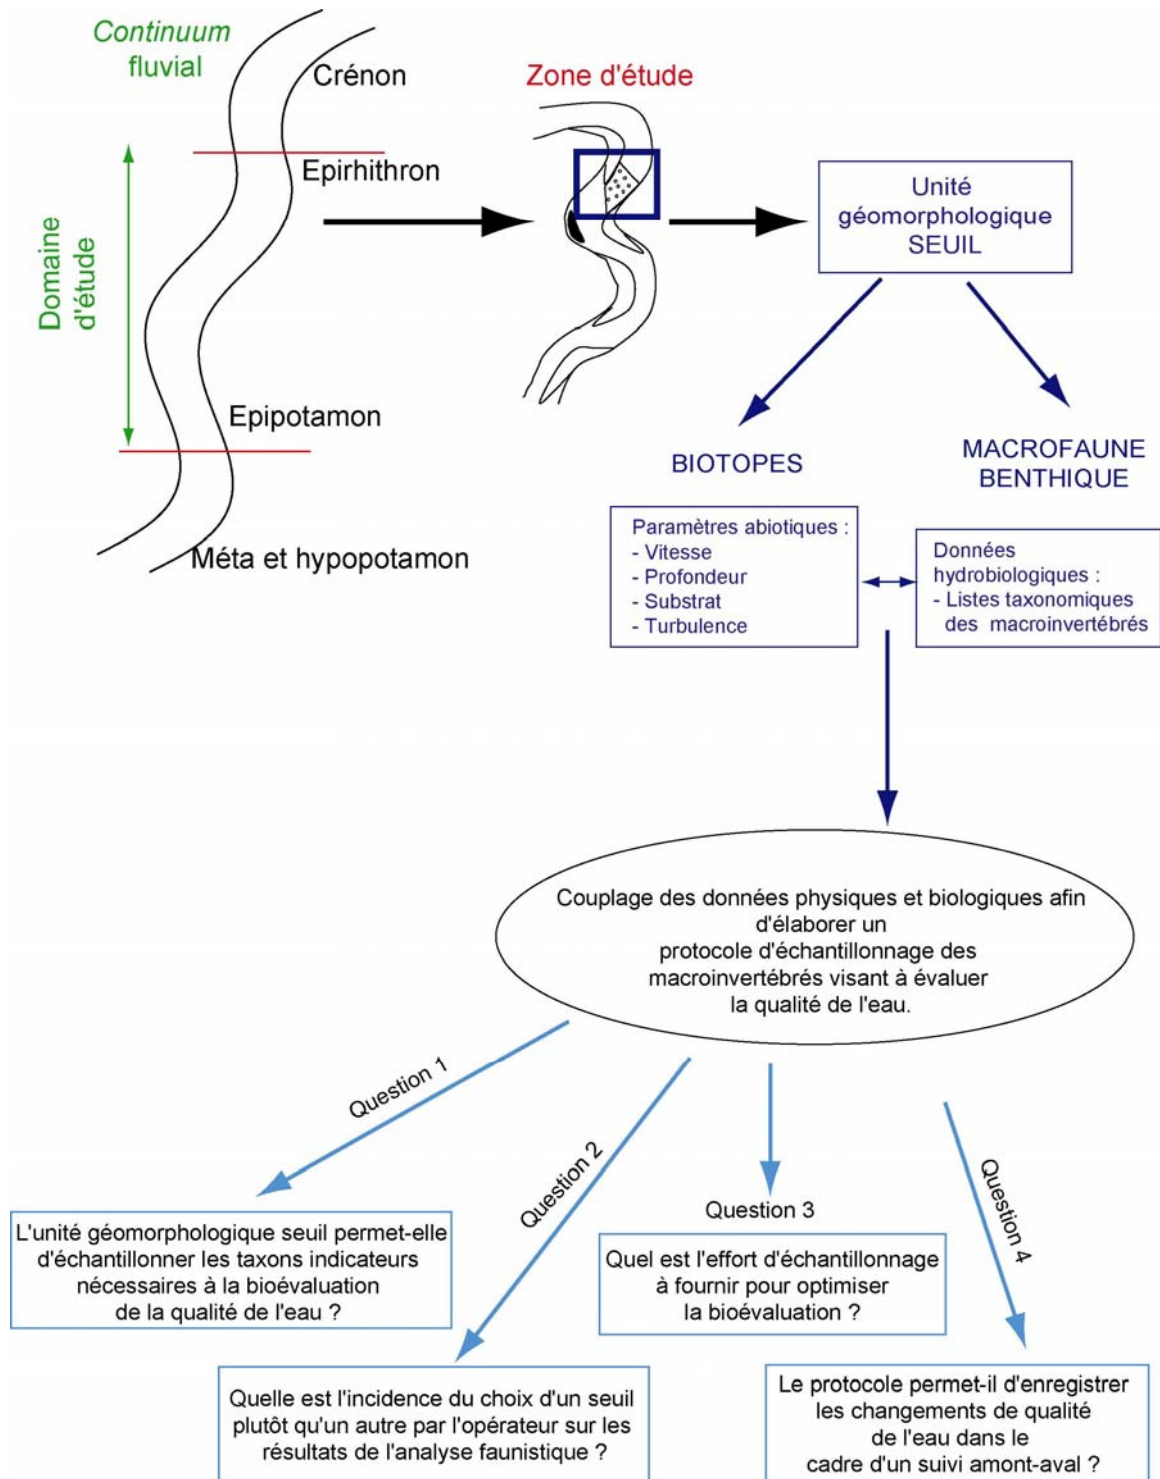 Continuum
fluvial
Crénon
Zone d'étude
Epirhithron
Domaine
d'étude
Unité
géomorphologique
SEUIL
Epipotamon
BIOTOPES
MACROFAUNE
BENTHIQUE
Méta et hypopotamon
Paramètres abiotiques :
- Vitesse
- Profondeur
- Substrat
- Turbulence
Données
hydrobiologiques :
- Listes taxonomiques
des macroinvertébrés
Couplage des données physiques et biologiques afin
d'élaborer un
protocole d'échantillonnage des
macroinvertébrés visant à évaluer
la qualité de l'eau.
Question 1
Question 2
Question 3
Question 4
L'unité géomorphologique seuil permet-elle
d'échantillonner les taxons indicateurs
nécessaires à la bioévaluation
de la qualité de l'eau ?
Quel est l'effort d'échantillonnage
à fournir pour optimiser
la bioévaluation ?
Quelle est l'incidence du choix d'un seuil
plutôt qu'un autre par l'opérateur sur les
résultats de l'analyse faunistique ?
Le protocole permet-il d'enregistrer
les changements de qualité
de l'eau dans le
cadre d'un suivi amont-aval ?